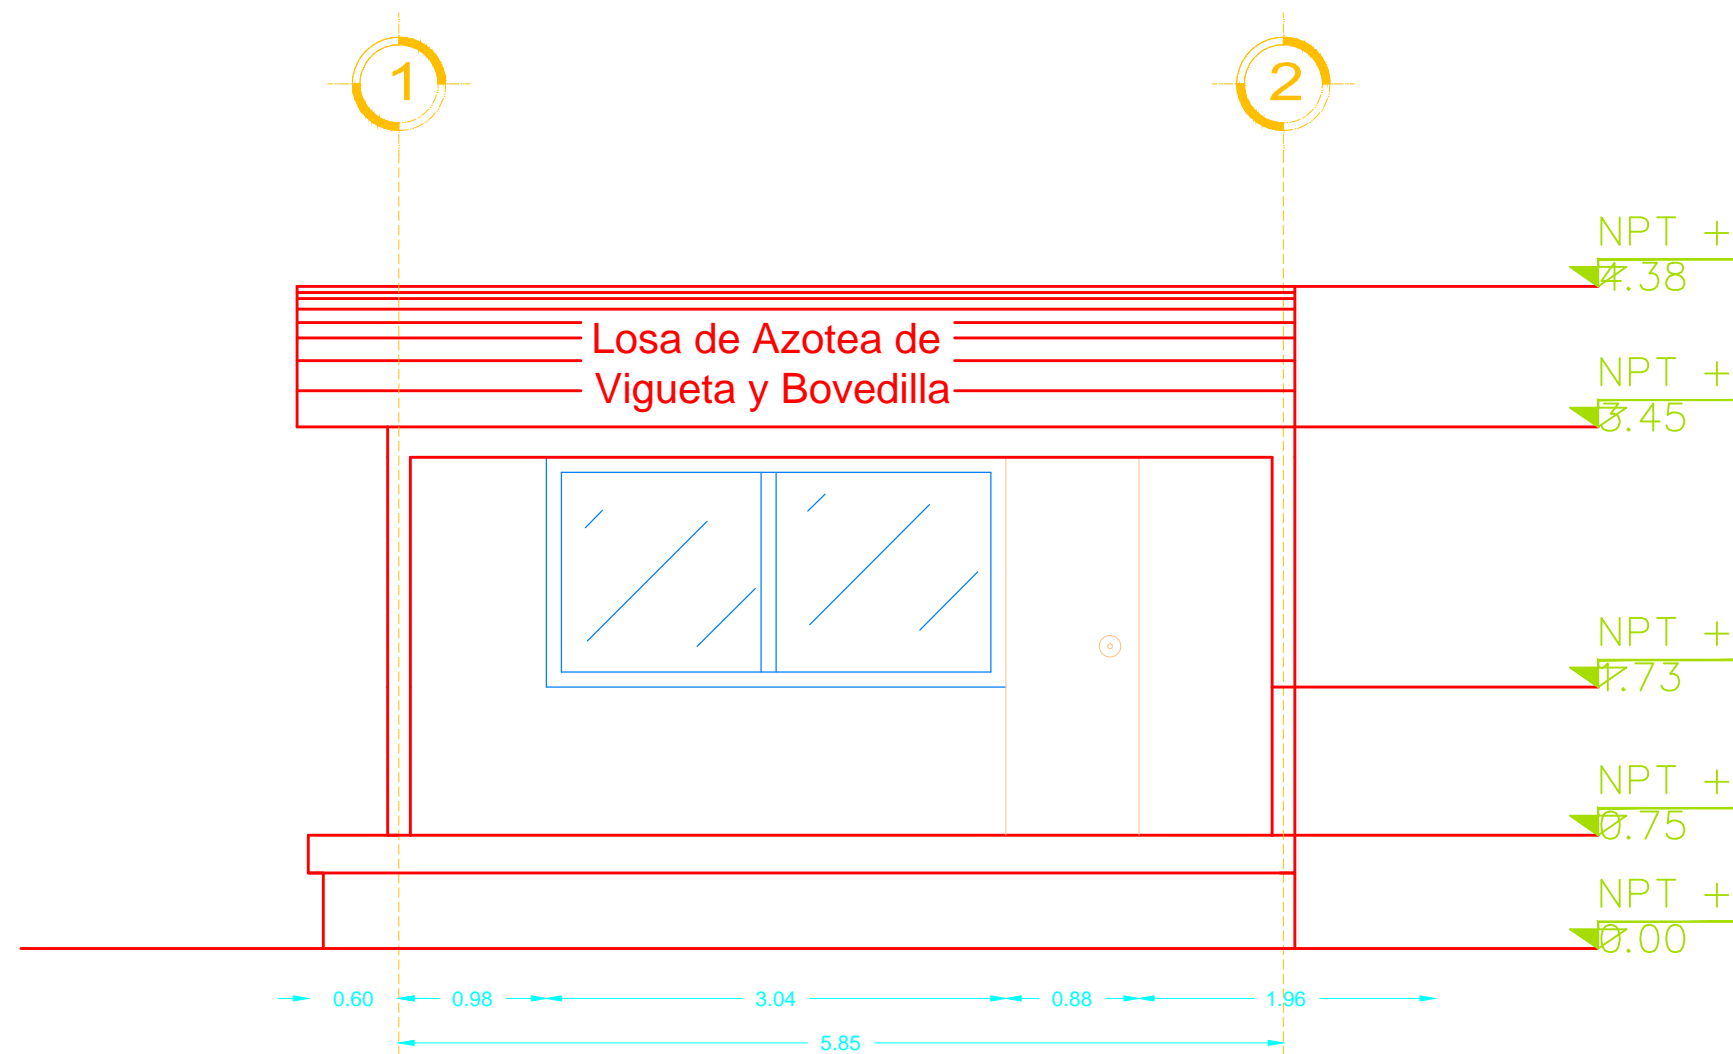 1
2
NPT +
4.38
Losa de Azotea de
Vigueta y Bovedilla
NPT +
3.45
NPT +
1.73
NPT +
0.75
NPT +
0.00
0.60 0.98 3.04 0.88 1.96
5.85